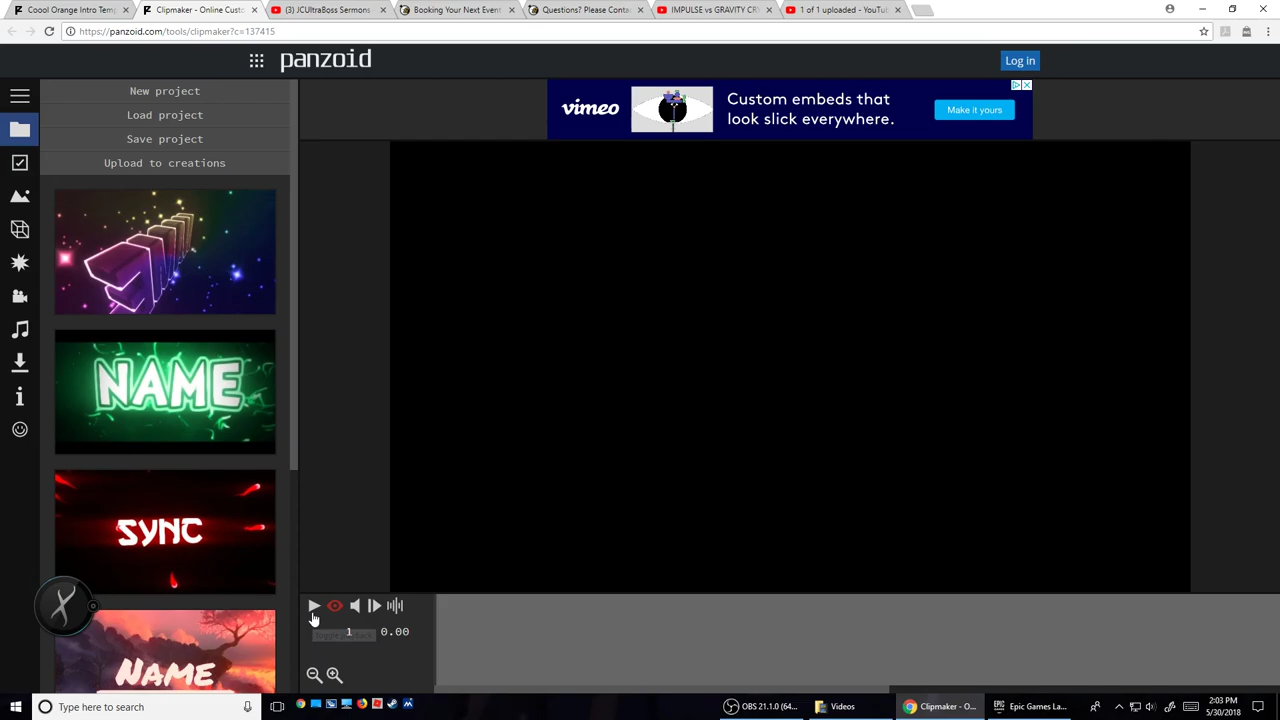 Coool Orange Intro Temp
Clipmaker - Online Custo
(3) JCUltraBoss Sermons
Booking Your Next Event
Questions? Please Conta
IMPULSE vs GRAVITY CR
1 of 1 uploaded - YouTu
https://panzoid.com/tools/clipmaker?c=137415
panzoid
Log in
New project
Load project
Save project
Upload to creations
vimeo
Custom embeds that
look slick everywhere.
Make it yours
NAME
SYNC
Name
1 0.00
Type here to search
OBS 21.1.0 (64...
Videos
Clipmaker - O...
Epic Games La...
2:03 PM
5/30/2018